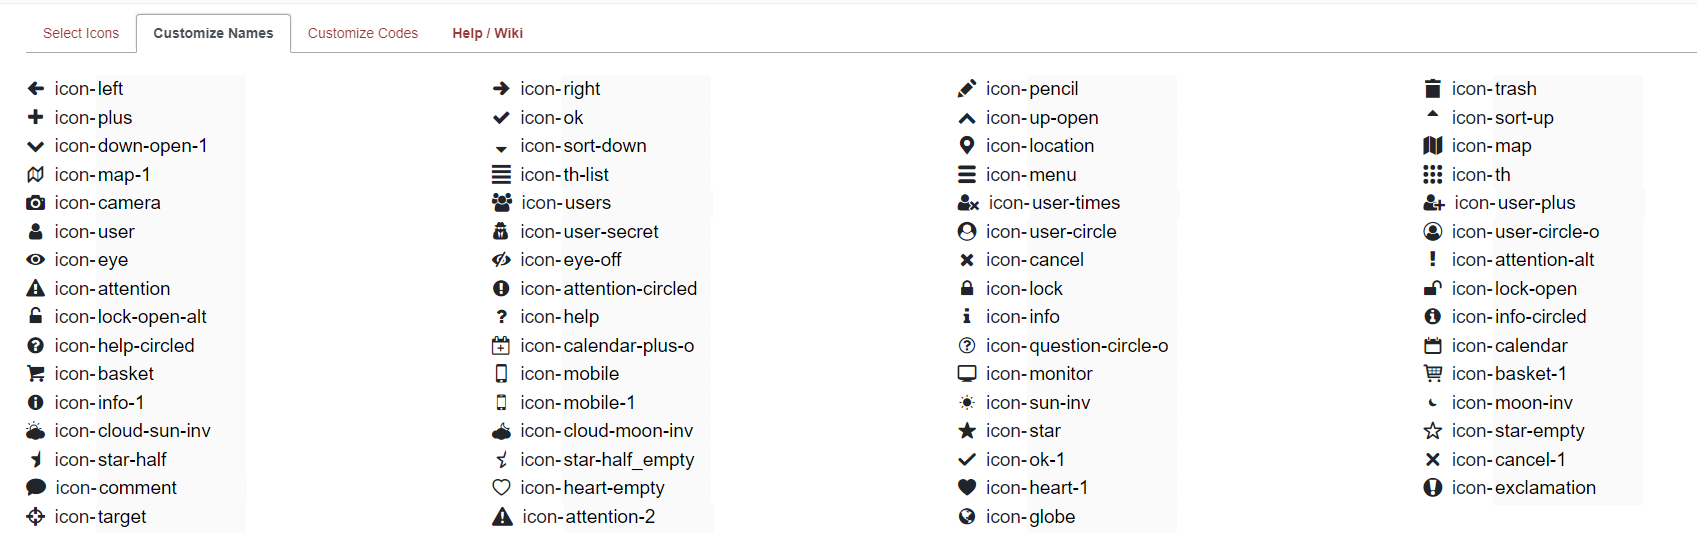 Select Icons Customize Names Customize Codes Help / Wiki
icon-left icon-right icon-pencil icon-trash
icon-plus icon-ok icon-up-open icon-sort-up
icon-down-open-1 icon-sort-down icon-location icon-map
icon-map-1 icon-th-list icon-menu icon-th
icon-camera icon-users icon-user-times icon-user-plus
icon-user icon-user-secret icon-user-circle icon-user-circle-o
icon-eye icon-eye-off icon-cancel icon-attention-alt
icon-attention icon-attention-circled icon-lock icon-lock-open
icon-lock-open-alt icon-help icon-info icon-info-circled
icon-help-circled icon-calendar-plus-o icon-question-circle-o icon-calendar
icon-basket icon-mobile icon-monitor icon-basket-1
icon-info-1 icon-mobile-1 icon-sun-inv icon-moon-inv
icon-cloud-sun-inv icon-cloud-moon-inv icon-star icon-star-empty
icon-star-half icon-star-half_empty icon-ok-1 icon-cancel-1
icon-comment icon-heart-empty icon-heart-1 icon-exclamation
icon-target icon-attention-2 icon-globe